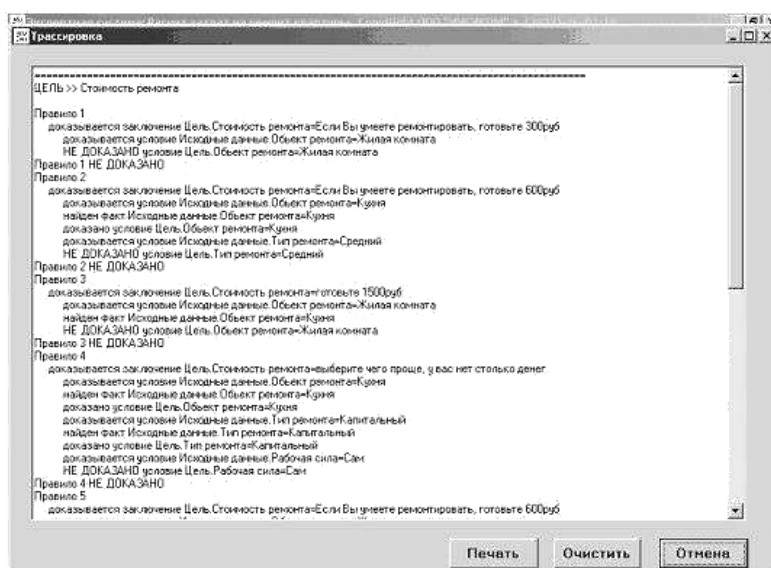 Трассировка
ЦЕЛЬ >> Стоимость ремонта
Правило 1
доказывается заключение Цель.Стоимость ремонта=Если Вы умеете ремонтировать, готовьте 300руб
доказывается условие Исходные данные.Объект ремонта=Жилая комната
НЕ ДОКАЗАНО условие Цель.Объект ремонта=Жилая комната
Правило 1 НЕ ДОКАЗАНО
Правило 2
доказывается заключение Цель.Стоимость ремонта=Если Вы умеете ремонтировать, готовьте 600руб
доказывается условие Исходные данные.Объект ремонта=Кухня
найден факт Исходные данные.Объект ремонта=Кухня
доказано условие Цель.Объект ремонта=Кухня
доказывается условие Исходные данные.Тип ремонта=Средний
НЕ ДОКАЗАНО условие Цель.Тип ремонта=Средний
Правило 2 НЕ ДОКАЗАНО
Правило 3
доказывается заключение Цель.Стоимость ремонта=готовьте 1500руб
доказывается условие Исходные данные.Объект ремонта=Жилая комната
найден факт Исходные данные.Объект ремонта=Кухня
НЕ ДОКАЗАНО условие Цель.Объект ремонта=Жилая комната
Правило 3 НЕ ДОКАЗАНО
Правило 4
доказывается заключение Цель.Стоимость ремонта=выберите чего проще, у вас нет столько денег
доказывается условие Исходные данные.Объект ремонта=Кухня
найден факт Исходные данные.Объект ремонта=Кухня
доказано условие Цель.Объект ремонта=Кухня
доказывается условие Исходные данные.Тип ремонта=Капитальный
найден факт Исходные данные.Тип ремонта=Капитальный
доказано условие Цель.Тип ремонта=Капитальный
доказывается условие Исходные данные.Рабочая сила=Сам
НЕ ДОКАЗАНО условие Цель.Рабочая сила=Сам
Правило 4 НЕ ДОКАЗАНО
Правило 5
доказывается заключение Цель.Стоимость ремонта=Если Вы умеете ремонтировать, готовьте 600руб
Печать
Очистить
Отмена